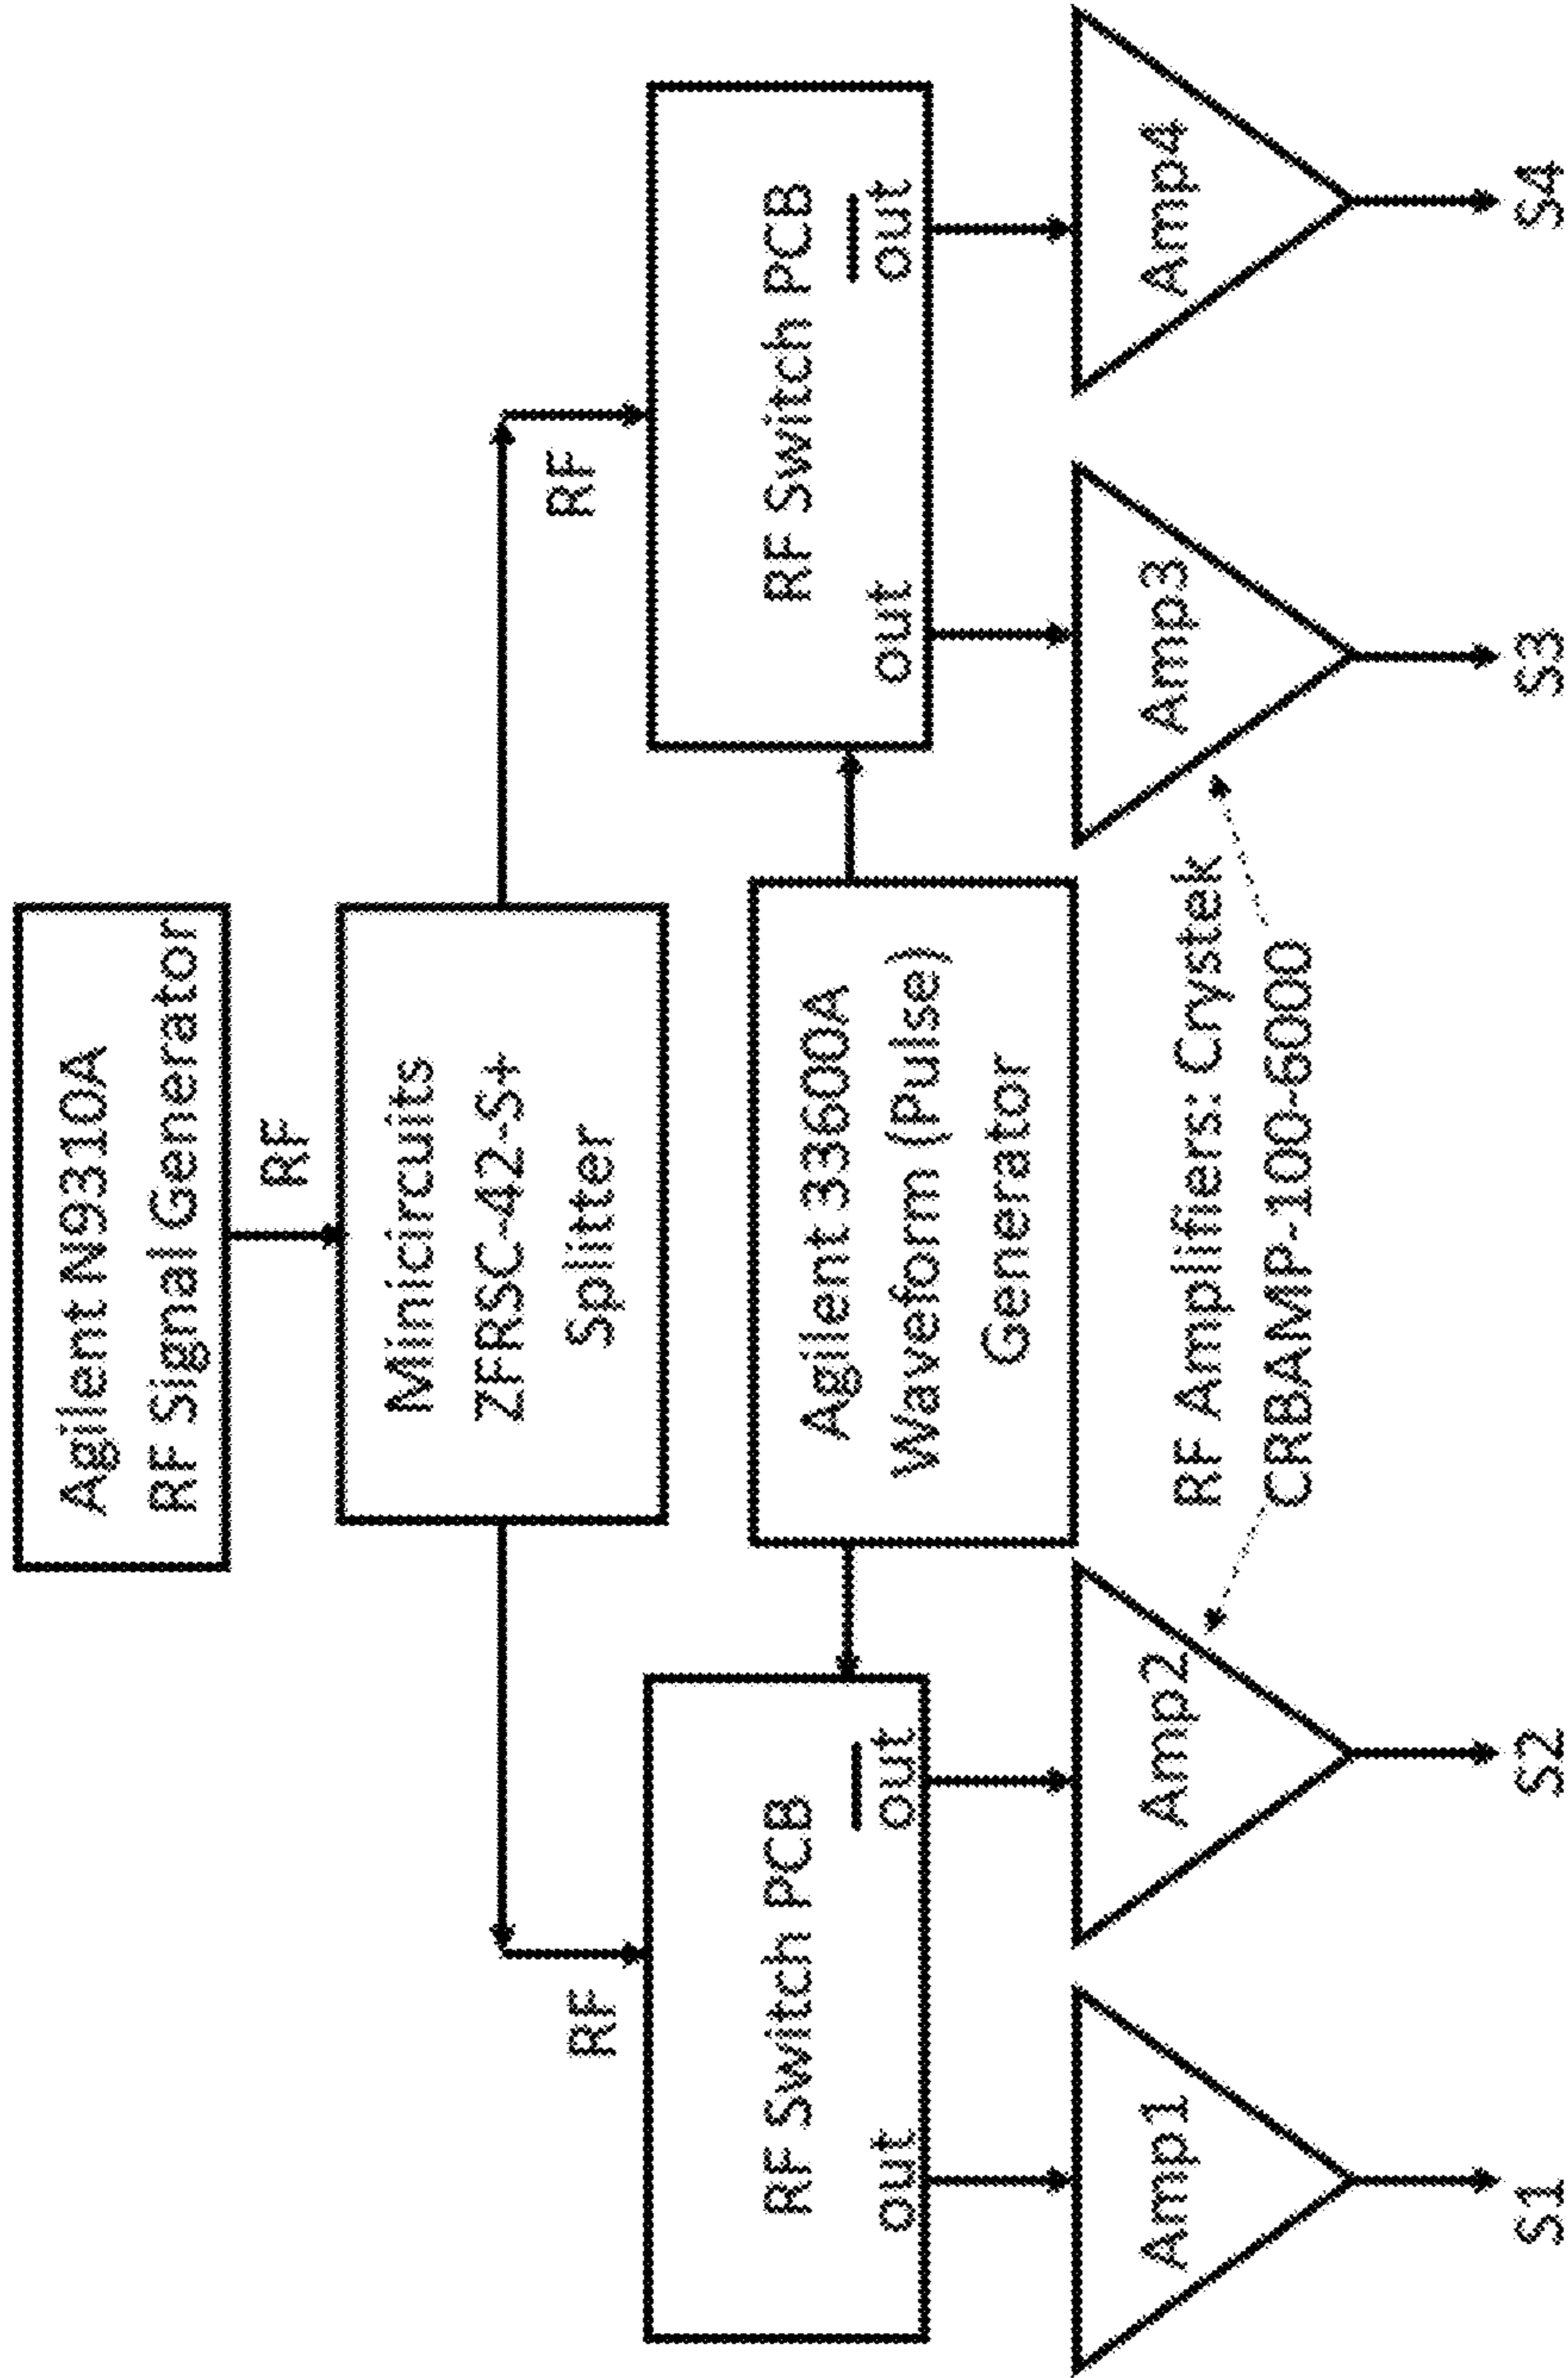 Agilent N9310A
RF Signal Generator
RF
Minicircuits
ZFRSC-42-S+
Splitter
RF
RF
RF Switch PCB
out
out
Agilent 33600A
Waveform (Pulse)
Generator
RF Switch PCB
out
out
Amp1
Amp2
RF Amplifiers: Crystek
CRBAMP-100-6000
Amp3
Amp4
S1
S2
S3
S4